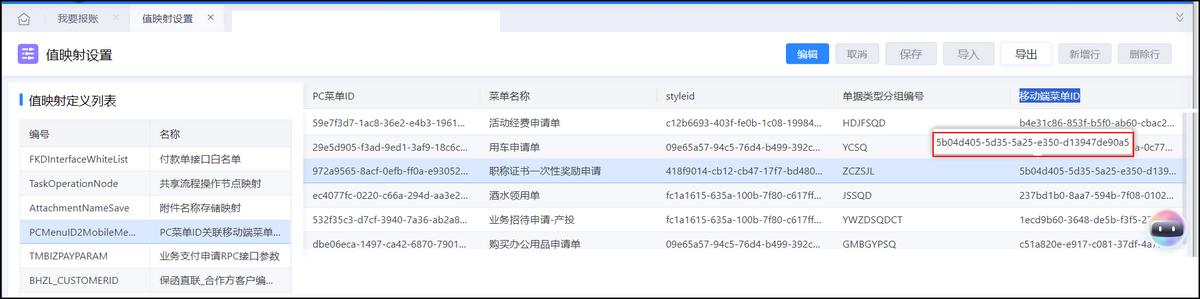 我要报账 值映射设置
值映射设置 编辑 取消 保存 导入 导出 新增行 删除行
值映射定义列表
编号 名称
FKDInterfaceWhiteList 付款单接口白名单
TaskOperationNode 共享流程操作节点映射
AttachmentNameSave 附件名称存储映射
PCMenuID2MobileMe... PC菜单ID关联移动端菜单...
TMBIZPAYPARAM 业务支付申请RPC接口参数
BHZL_CUSTOMERID 保函直联_合作方客户编...
PC菜单ID 菜单名称 styleid 单据类型分组编号 移动端菜单ID
59e7f3d7-1ac8-36e2-e4b3-1961... 活动经费申请单 c12b6693-403f-fe0b-1c08-19984... HDJFSQD b4e31c86-853f-b5f0-ab60-cbac2...
5b04d405-5d35-5a25-e350-d13947de90a5
29e5d905-f3ad-9ed1-3af9-18c6c... 用车申请单 09e65a57-94c5-76d4-b499-392c... YCSQ a-0c77...
972a9565-8acf-0efb-ff0a-e93052... 职称证书一次性奖励申请 418f9014-cb12-cb47-17f7-bd480... ZCZSJL 5b04d405-5d35-5a25-e350-d139...
ec4077fc-0220-c66a-294d-aa3e2... 酒水领用单 fc1a1615-635a-100b-7f80-c617ff... JSSQD 237bd1b0-8aa7-594b-7f08-0102...
532f35c3-d7cf-3940-7a36-ab2a8... 业务招待申请-产投 fc1a1615-635a-100b-7f80-c617ff... YWZDSQDCT 1ecd9b60-3648-de5b-f3f5-2
dbe06eca-1497-ca42-6870-7901... 购买办公用品申请单 09e65a57-94c5-76d4-b499-392c... GMBGYPSQ c51a820e-e917-c081-37df-4a7